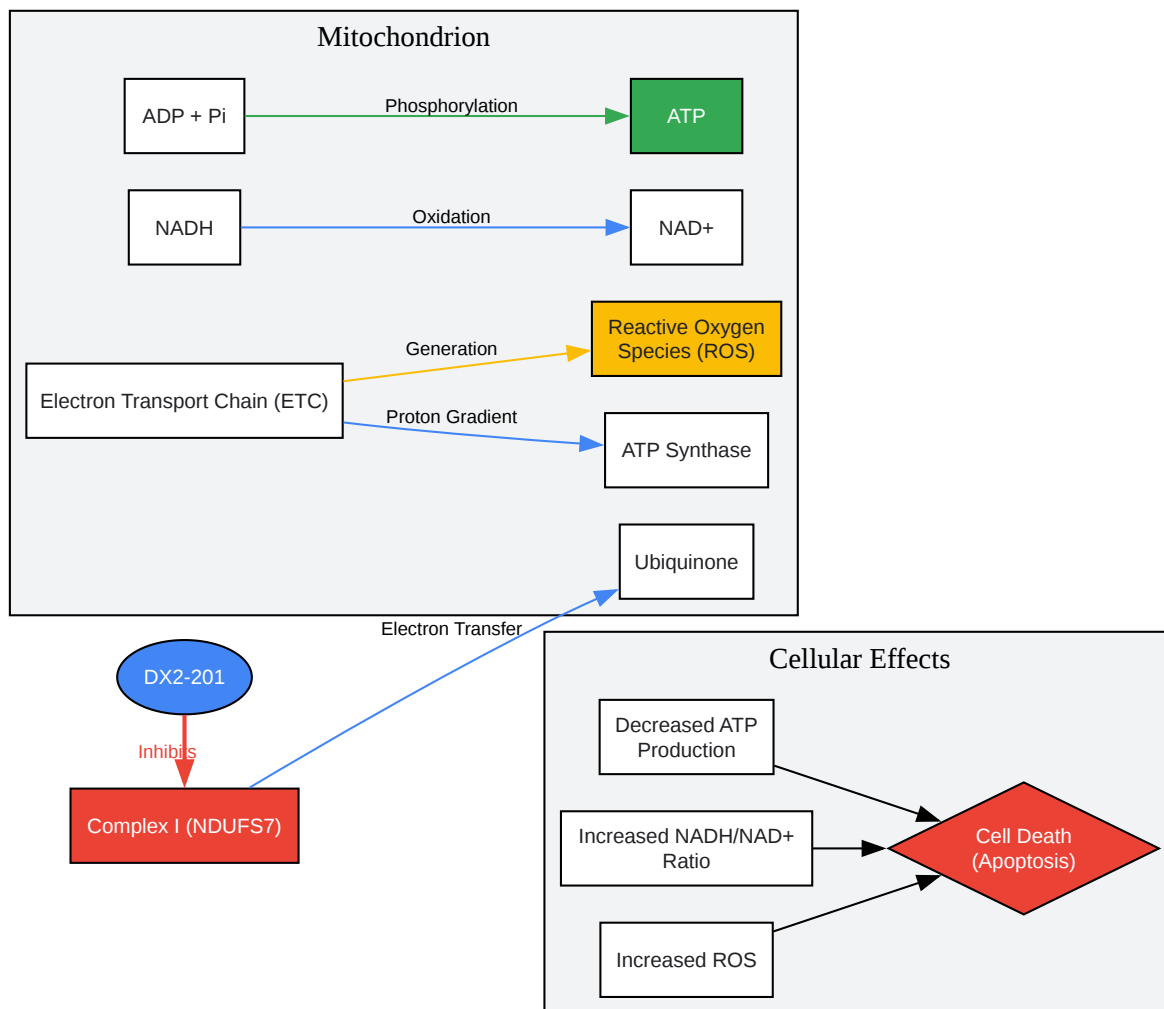 Mitochondrion
ADP + Pi
Phosphorylation
ATP
NADH
Oxidation
NAD+
Electron Transport Chain (ETC)
Generation
Reactive Oxygen
Species (ROS)
Proton Gradient
ATP Synthase
Ubiquinone
Electron Transfer
DX2-201
Inhibits
Complex I (NDUFS7)
Cellular Effects
Decreased ATP
Production
Increased NADH/NAD+
Ratio
Increased ROS
Cell Death
(Apoptosis)